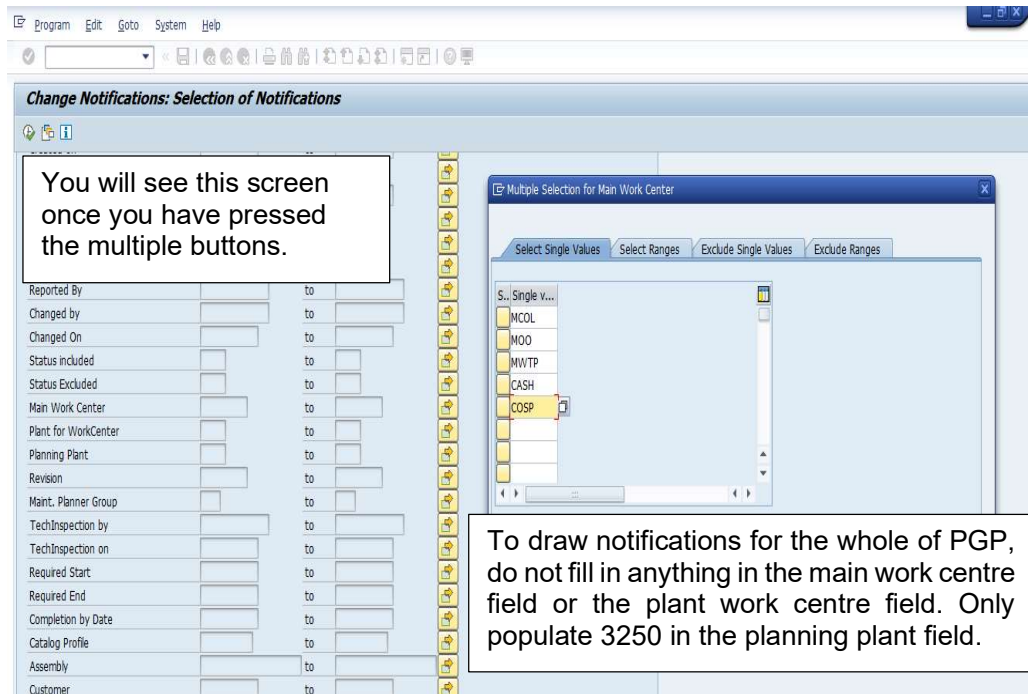 Program Edit Goto System Help
Change Notifications: Selection of Notifications
You will see this screen
once you have pressed
the multiple buttons.
Reported By to
Changed by to
Changed On to
Status included to
Status Excluded to
Main Work Center to
Plant for WorkCenter to
Planning Plant to
Revision to
Maint. Planner Group to
TechInspection by to
TechInspection on to
Required Start to
Required End to
Completion by Date to
Catalog Profile to
Assembly to
Customer to
Multiple Selection for Main Work Center
Select Single Values Select Ranges Exclude Single Values Exclude Ranges
S.. Single v...
MCOL
MOO
MWTP
CASH
COSP
To draw notifications for the whole of PGP,
do not fill in anything in the main work centre
field or the plant work centre field. Only
populate 3250 in the planning plant field.